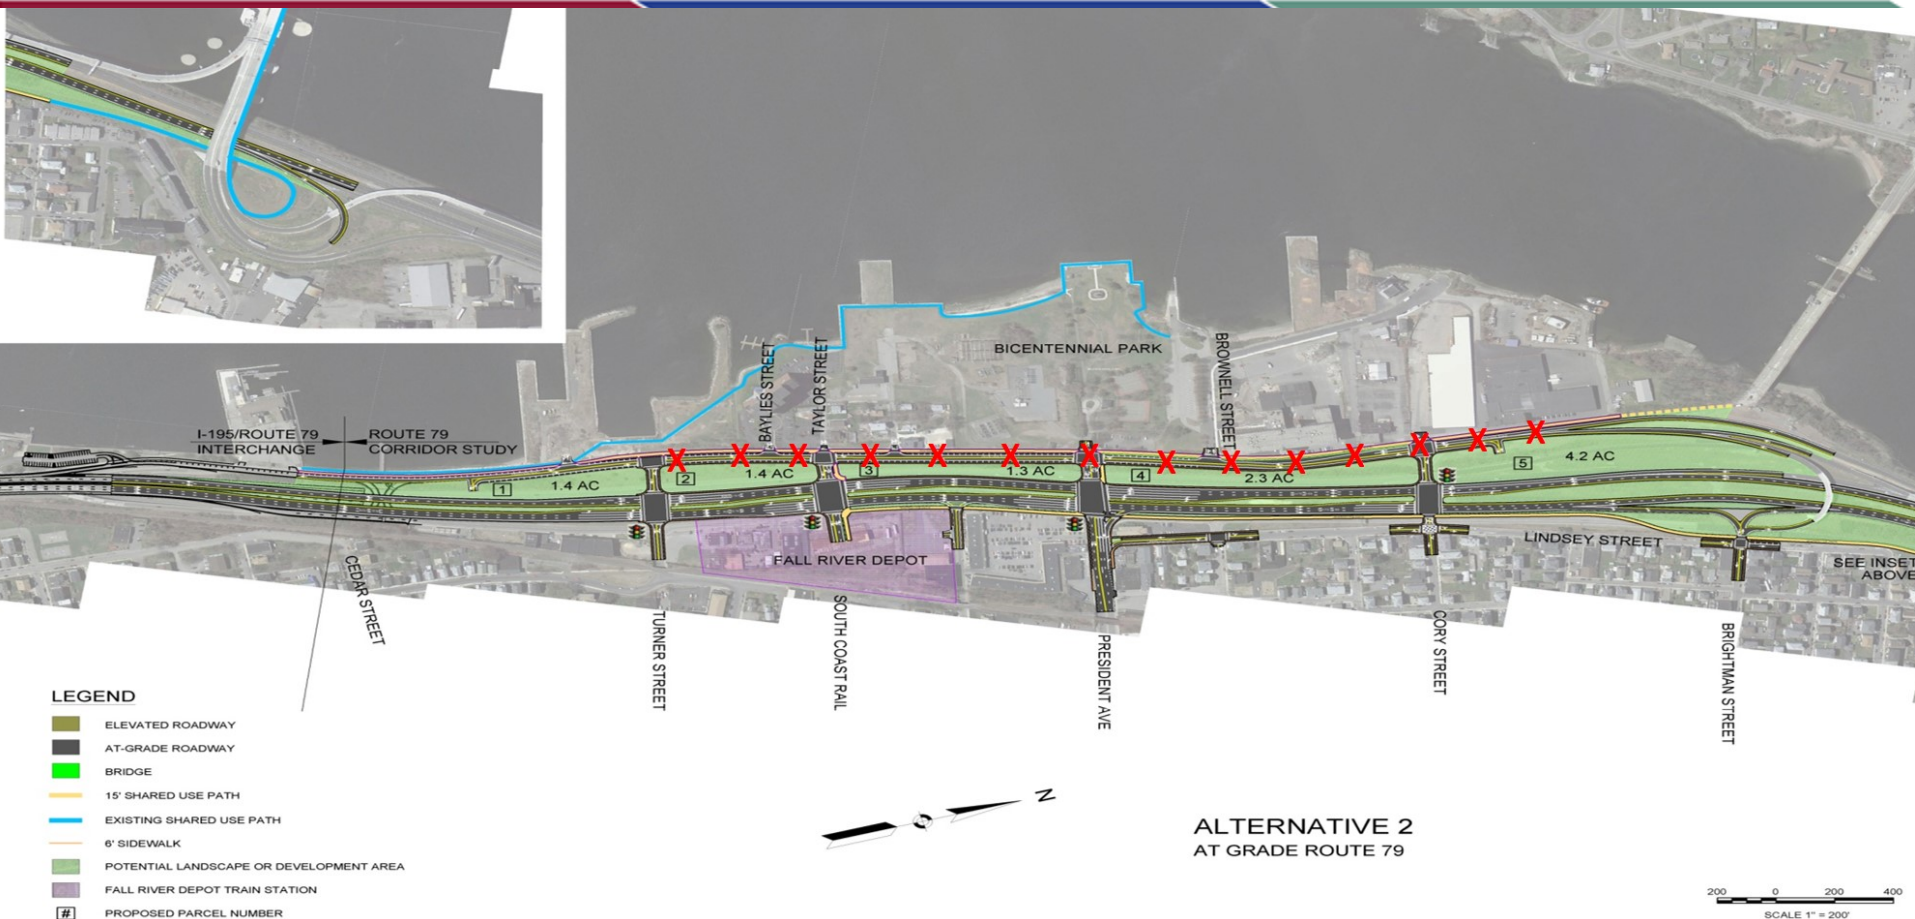 I-195/ROUTE 79
INTERCHANGE
ROUTE 79
CORRIDOR STUDY
BAYLIES STREET
TAYLOR STREET
BICENTENNIAL PARK
BROWNELL STREET
X X X X X X X X X X X X X X
1
1.4 AC
2
1.4 AC
3
1.3 AC
4
2.3 AC
5
4.2 AC
FALL RIVER DEPOT
LINDSEY STREET
SEE INSET
ABOVE
CEDAR STREET
TURNER STREET
SOUTH COAST RAIL
PRESIDENT AVE
CORY STREET
BRIGHTMAN STREET
LEGEND
ELEVATED ROADWAY
AT-GRADE ROADWAY
BRIDGE
15' SHARED USE PATH
EXISTING SHARED USE PATH
6' SIDEWALK
POTENTIAL LANDSCAPE OR DEVELOPMENT AREA
FALL RIVER DEPOT TRAIN STATION
# PROPOSED PARCEL NUMBER
N
ALTERNATIVE 2
AT GRADE ROUTE 79
200 0 200 400
SCALE 1" = 200'